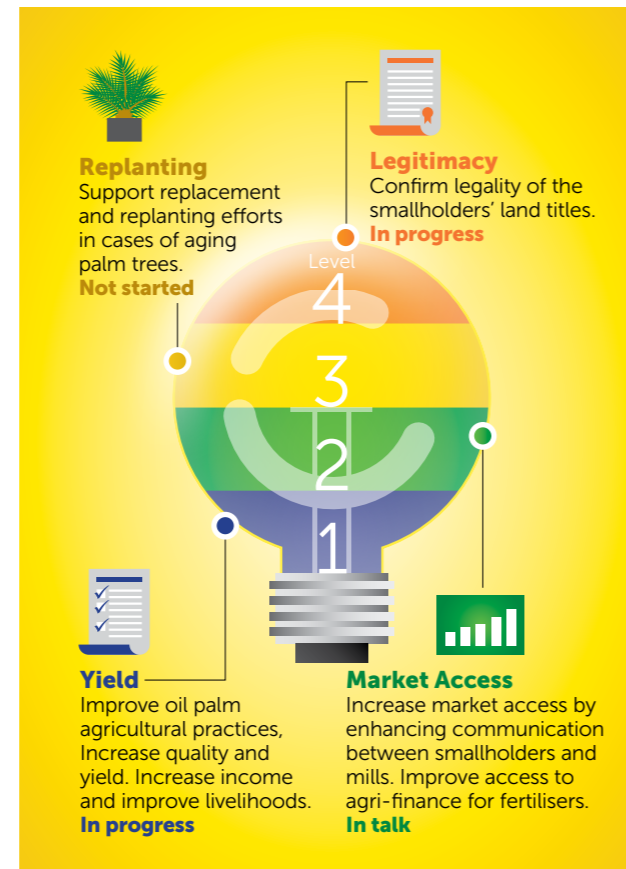 Replanting
Support replacement
and replanting efforts
in cases of aging
palm trees.
Not started
Legitimacy
Confirm legality of the
smallholders’ land titles.
In progress
Level
4
3
2
1
Yield
Improve oil palm
agricultural practices,
Increase quality and
yield. Increase income
and improve livelihoods.
In progress
Market Access
Increase market access by
enhancing communication
between smallholders and
mills. Improve access to
agri-finance for fertilisers.
In talk